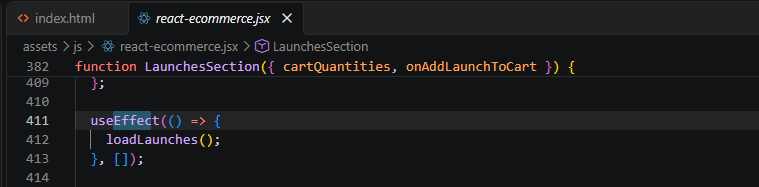 index.html react-ecommerce.jsx
assets > js > react-ecommerce.jsx > LaunchesSection
382 function LaunchesSection({ cartQuantities, onAddLaunchToCart }) {
409 };
410
411 useEffect(() => {
412 loadLaunches();
413 }, []);
414